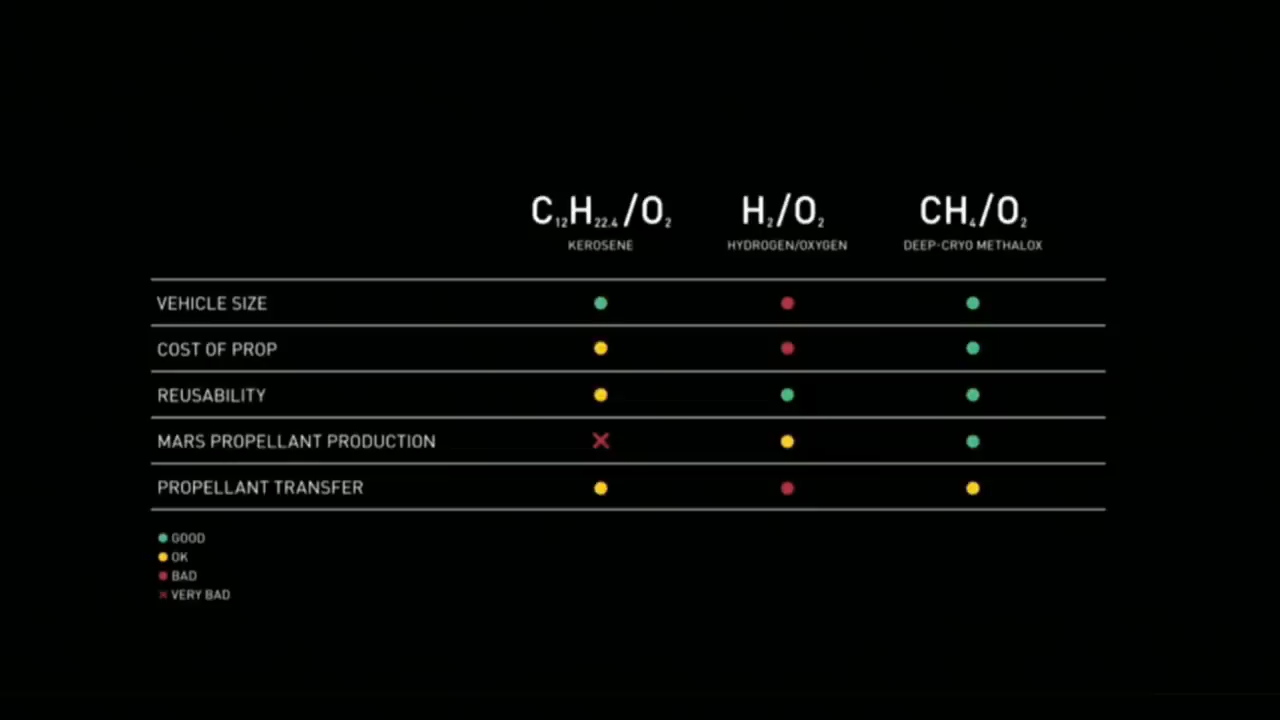 C₁₂H₂₂.₄/O₂ H₂/O₂ CH₄/O₂
KEROSENE HYDROGEN/OXYGEN DEEP-CRYO METHALOX
VEHICLE SIZE
COST OF PROP
REUSABILITY
MARS PROPELLANT PRODUCTION
PROPELLANT TRANSFER
GOOD
OK
BAD
VERY BAD